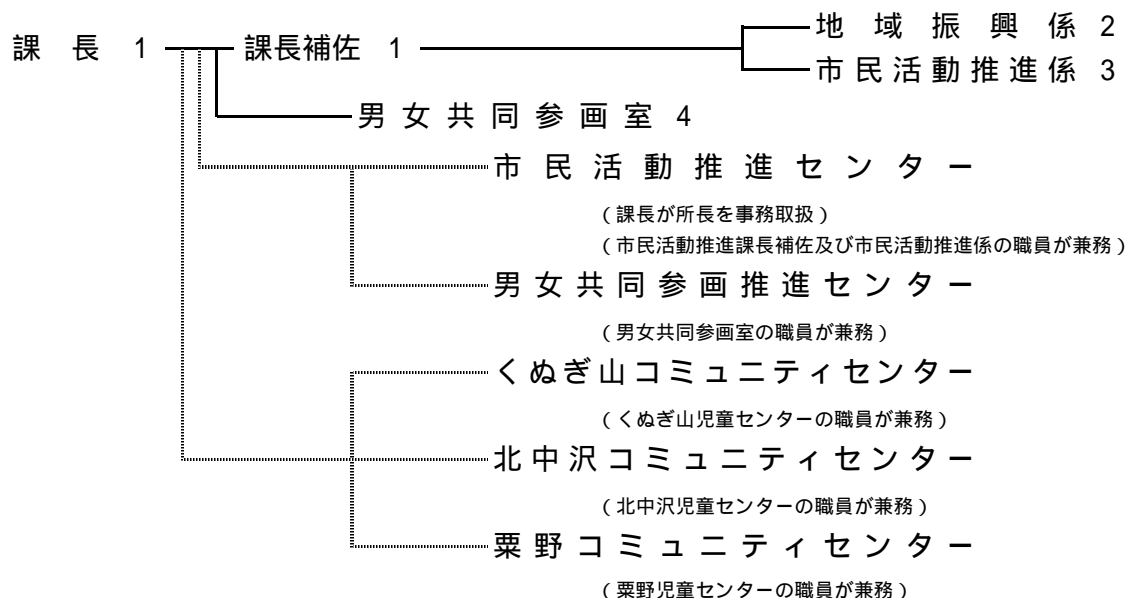 地域振興係 2
課長 1 課長補佐 1
市民活動推進係 3
男女共同参画室 4
市民活動推進センター
(課長が所長を事務取扱)
(市民活動推進課長補佐及び市民活動推進係の職員が兼務)
男女共同参画推進センター
(男女共同参画室の職員が兼務)
くぬぎ山コミュニティセンター
(くぬぎ山児童センターの職員が兼務)
北中沢コミュニティセンター
(北中沢児童センターの職員が兼務)
粟野コミュニティセンター
(粟野児童センターの職員が兼務)